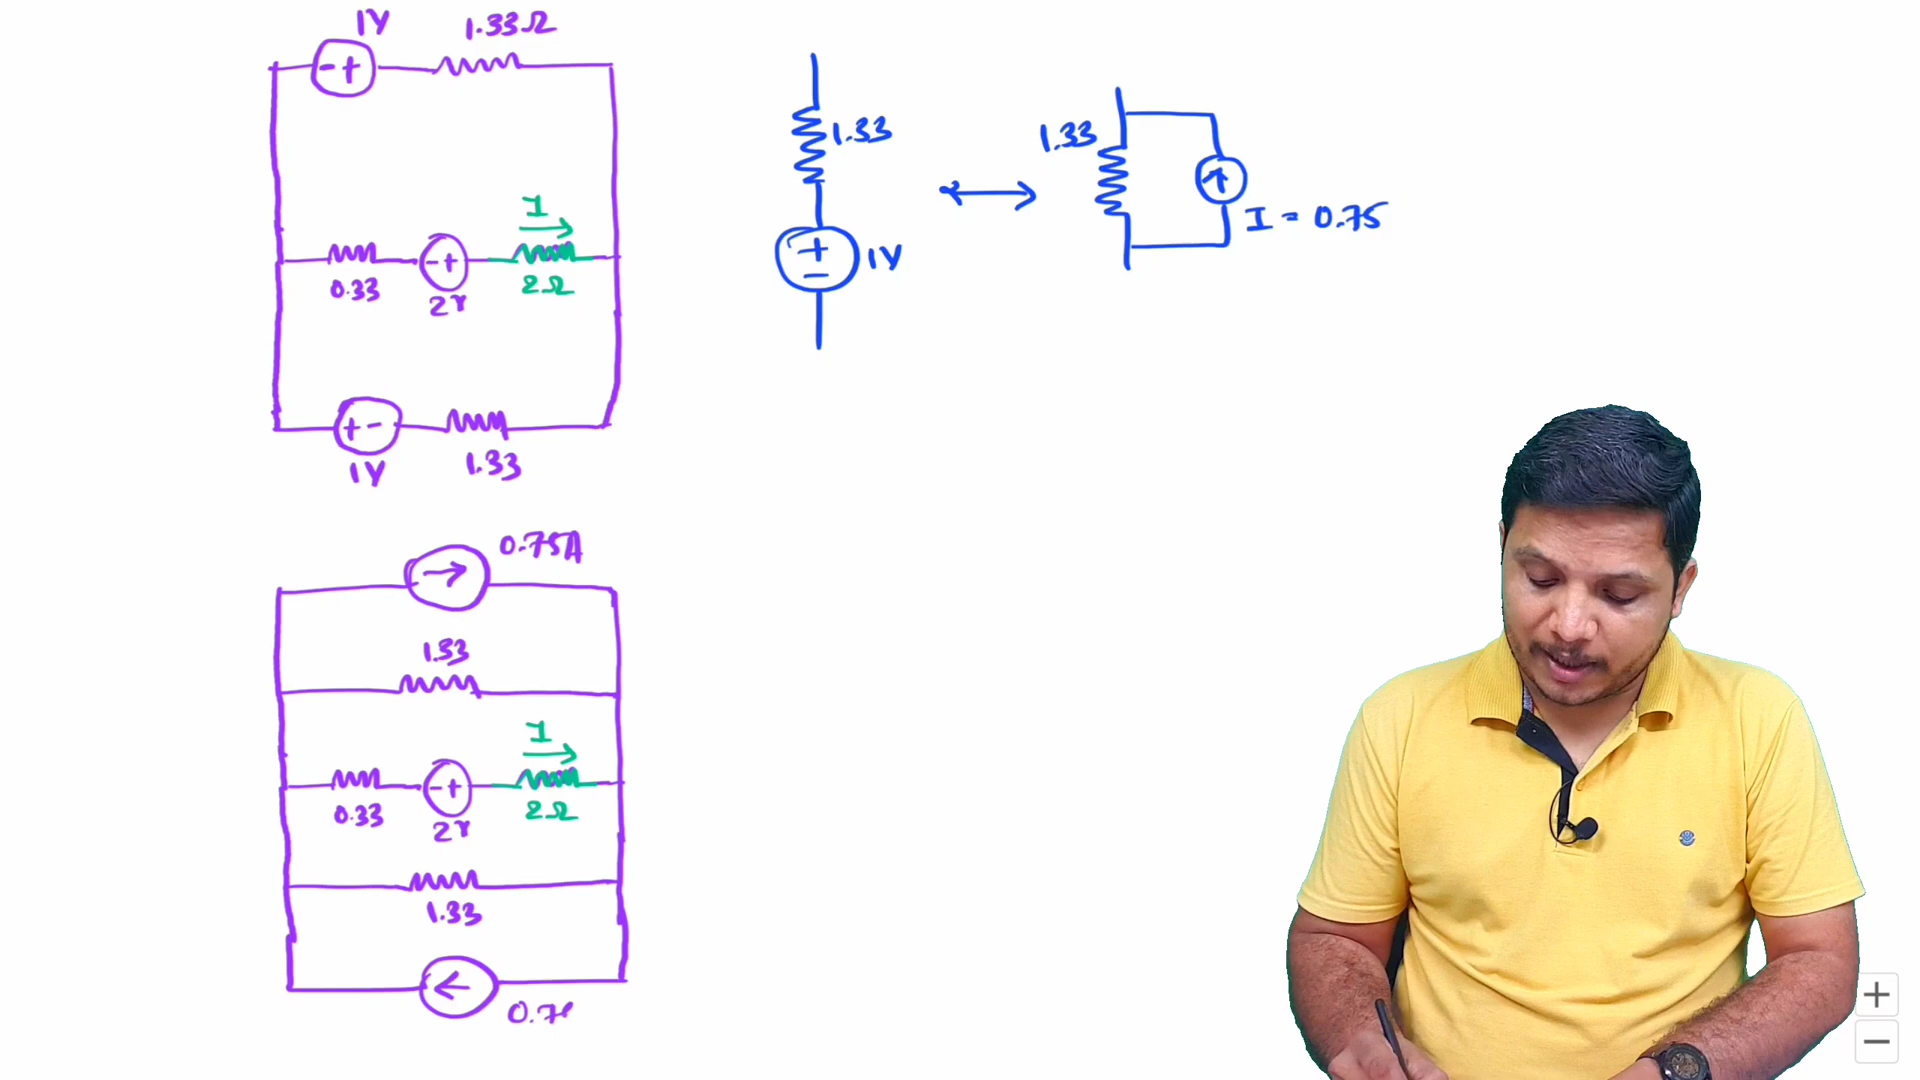 1V
1.33Ω
- +
I
0.33
- +
2V
2Ω
+ -
1V
1.33
1.33
+
-
1V
1.33
I = 0.75
0.75A
1.33
I
0.33
- +
2V
2Ω
1.33